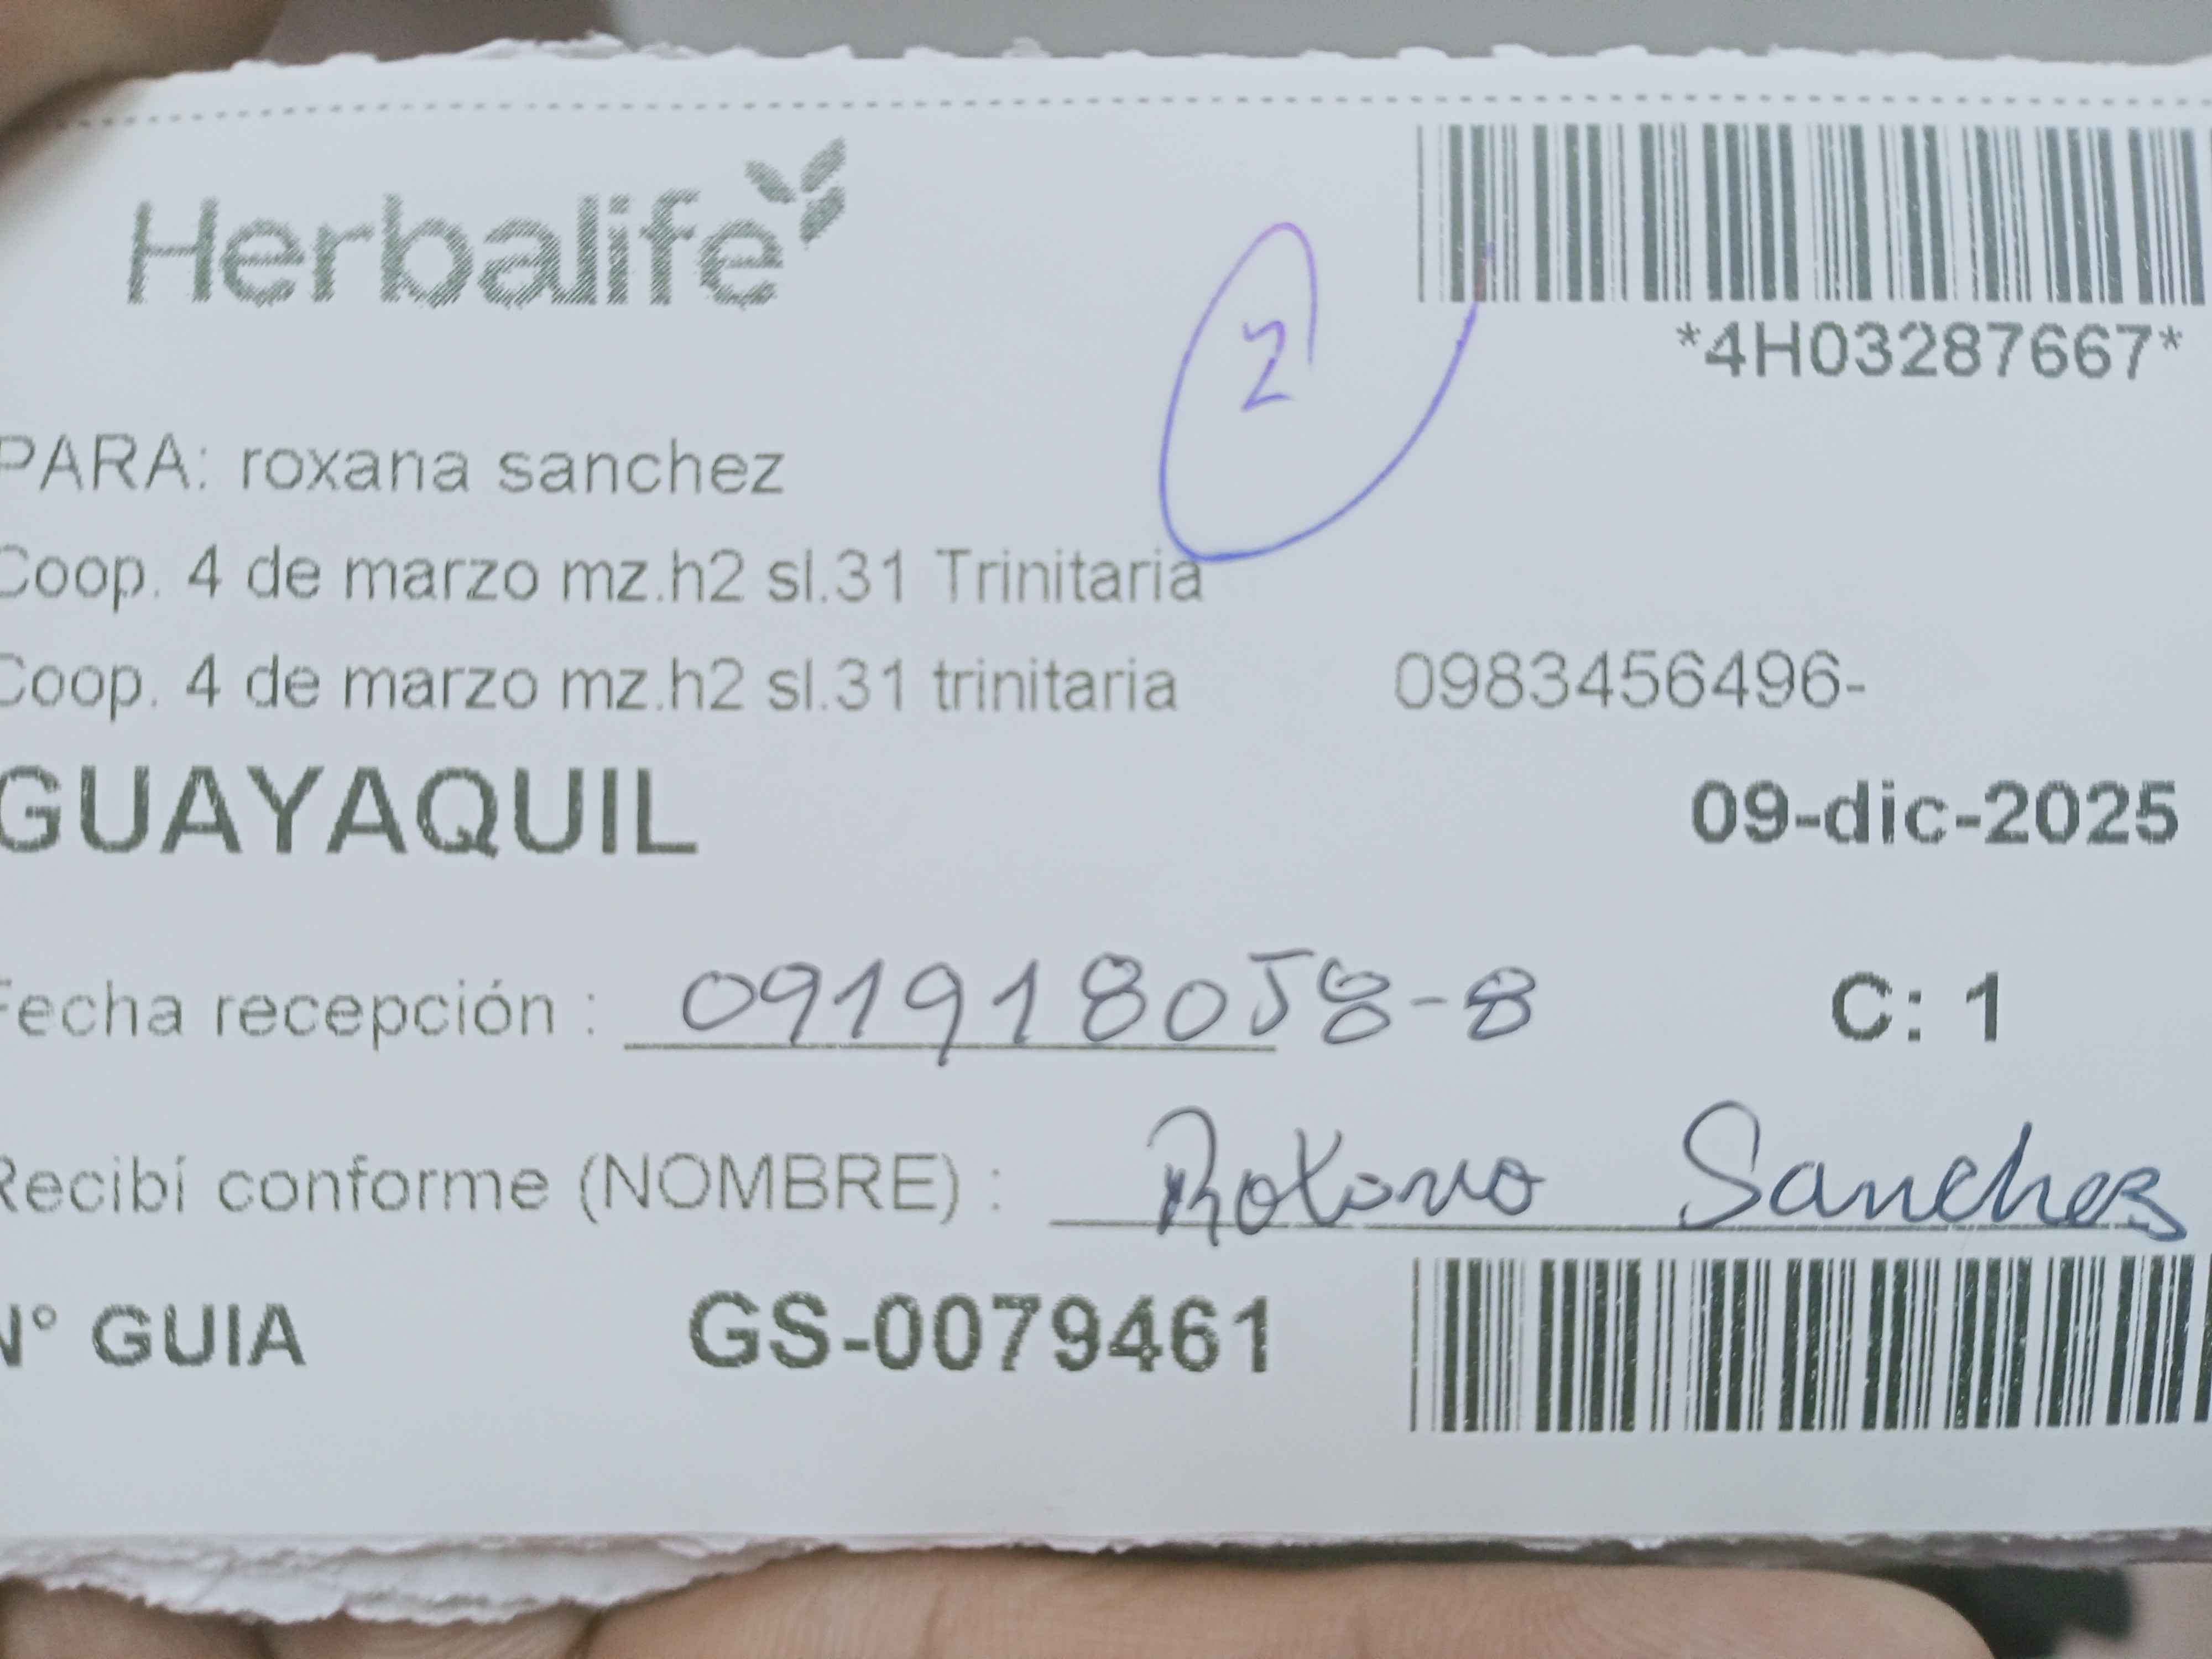 Herbalife
2
*4H03287667*
PARA: roxana sanchez
Coop. 4 de marzo mz.h2 sl.31 Trinitaria
Coop. 4 de marzo mz.h2 sl.31 trinitaria 0983456496-
GUAYAQUIL 09-dic-2025
Fecha recepción : 091918058-8 C: 1
Recibí conforme (NOMBRE) : Roxana Sanchez
N° GUIA GS-0079461